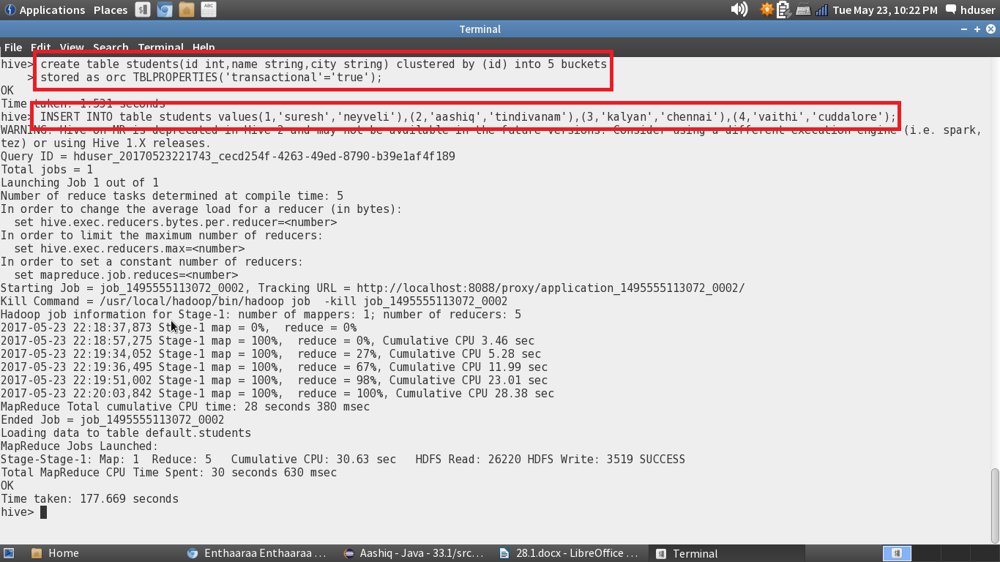 Applications Places Tue May 23, 10:22 PM hduser
Terminal
File Edit View Search Terminal Help
hive> create table students(id int,name string,city string) clustered by (id) into 5 buckets
    > stored as orc TBLPROPERTIES('transactional'='true');
OK
Time taken: 1.531 seconds
hive> INSERT INTO table students values(1,'suresh','neyveli'),(2,'aashiq','tindivanam'),(3,'kalyan','chennai'),(4,'vaithi','cuddalore');
WARNING: Hive-on-MR is deprecated in Hive 2 and may not be available in the future versions. Consider using a different execution engine (i.e. spark,
tez) or using Hive 1.X releases.
Query ID = hduser_20170523221743_cecd254f-4263-49ed-8790-b39e1af4f189
Total jobs = 1
Launching Job 1 out of 1
Number of reduce tasks determined at compile time: 5
In order to change the average load for a reducer (in bytes):
  set hive.exec.reducers.bytes.per.reducer=<number>
In order to limit the maximum number of reducers:
  set hive.exec.reducers.max=<number>
In order to set a constant number of reducers:
  set mapreduce.job.reduces=<number>
Starting Job = job_1495555113072_0002, Tracking URL = http://localhost:8088/proxy/application_1495555113072_0002/
Kill Command = /usr/local/hadoop/bin/hadoop job  -kill job_1495555113072_0002
Hadoop job information for Stage-1: number of mappers: 1; number of reducers: 5
2017-05-23 22:18:37,873 Stage-1 map = 0%,  reduce = 0%
2017-05-23 22:18:57,275 Stage-1 map = 100%,  reduce = 0%, Cumulative CPU 3.46 sec
2017-05-23 22:19:34,052 Stage-1 map = 100%,  reduce = 27%, Cumulative CPU 5.28 sec
2017-05-23 22:19:36,495 Stage-1 map = 100%,  reduce = 67%, Cumulative CPU 11.99 sec
2017-05-23 22:19:51,002 Stage-1 map = 100%,  reduce = 98%, Cumulative CPU 23.01 sec
2017-05-23 22:20:03,842 Stage-1 map = 100%,  reduce = 100%, Cumulative CPU 28.38 sec
MapReduce Total cumulative CPU time: 28 seconds 380 msec
Ended Job = job_1495555113072_0002
Loading data to table default.students
MapReduce Jobs Launched:
Stage-Stage-1: Map: 1  Reduce: 5   Cumulative CPU: 30.63 sec   HDFS Read: 26220 HDFS Write: 3519 SUCCESS
Total MapReduce CPU Time Spent: 30 seconds 630 msec
OK
Time taken: 177.669 seconds
hive>
Home Enthaaraa Enthaaraa ... Aashiq - Java - 33.1/src... 28.1.docx - LibreOffice ... Terminal